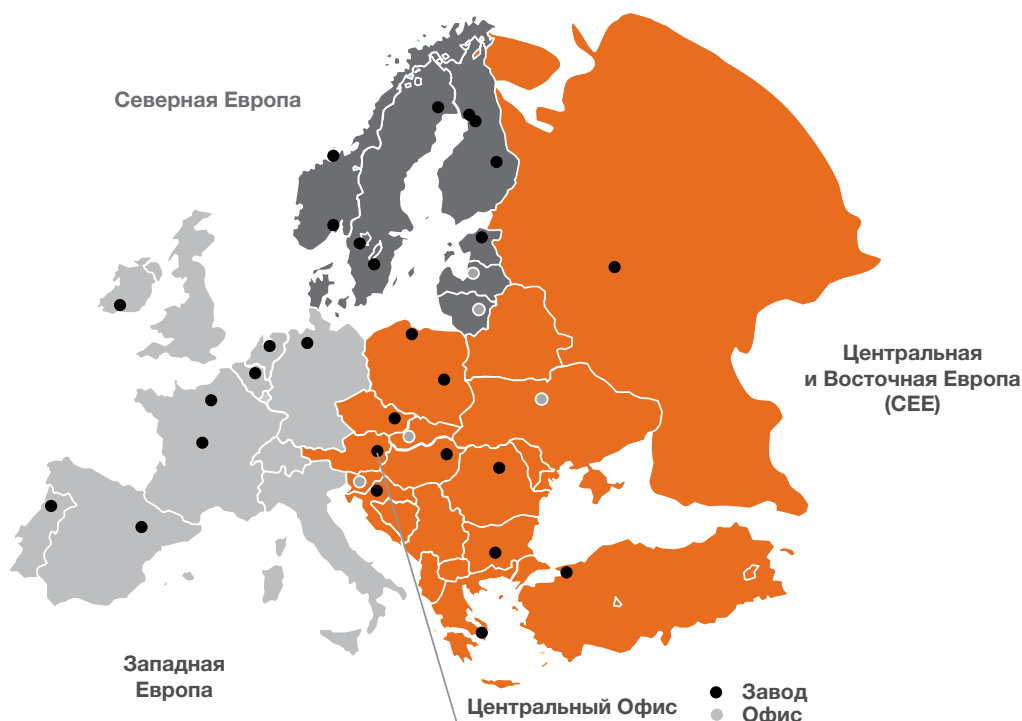 Северная Европа
Центральная
и Восточная Европа
(CEE)
Западная
Европа
Центральный Офис
Завод
Офис